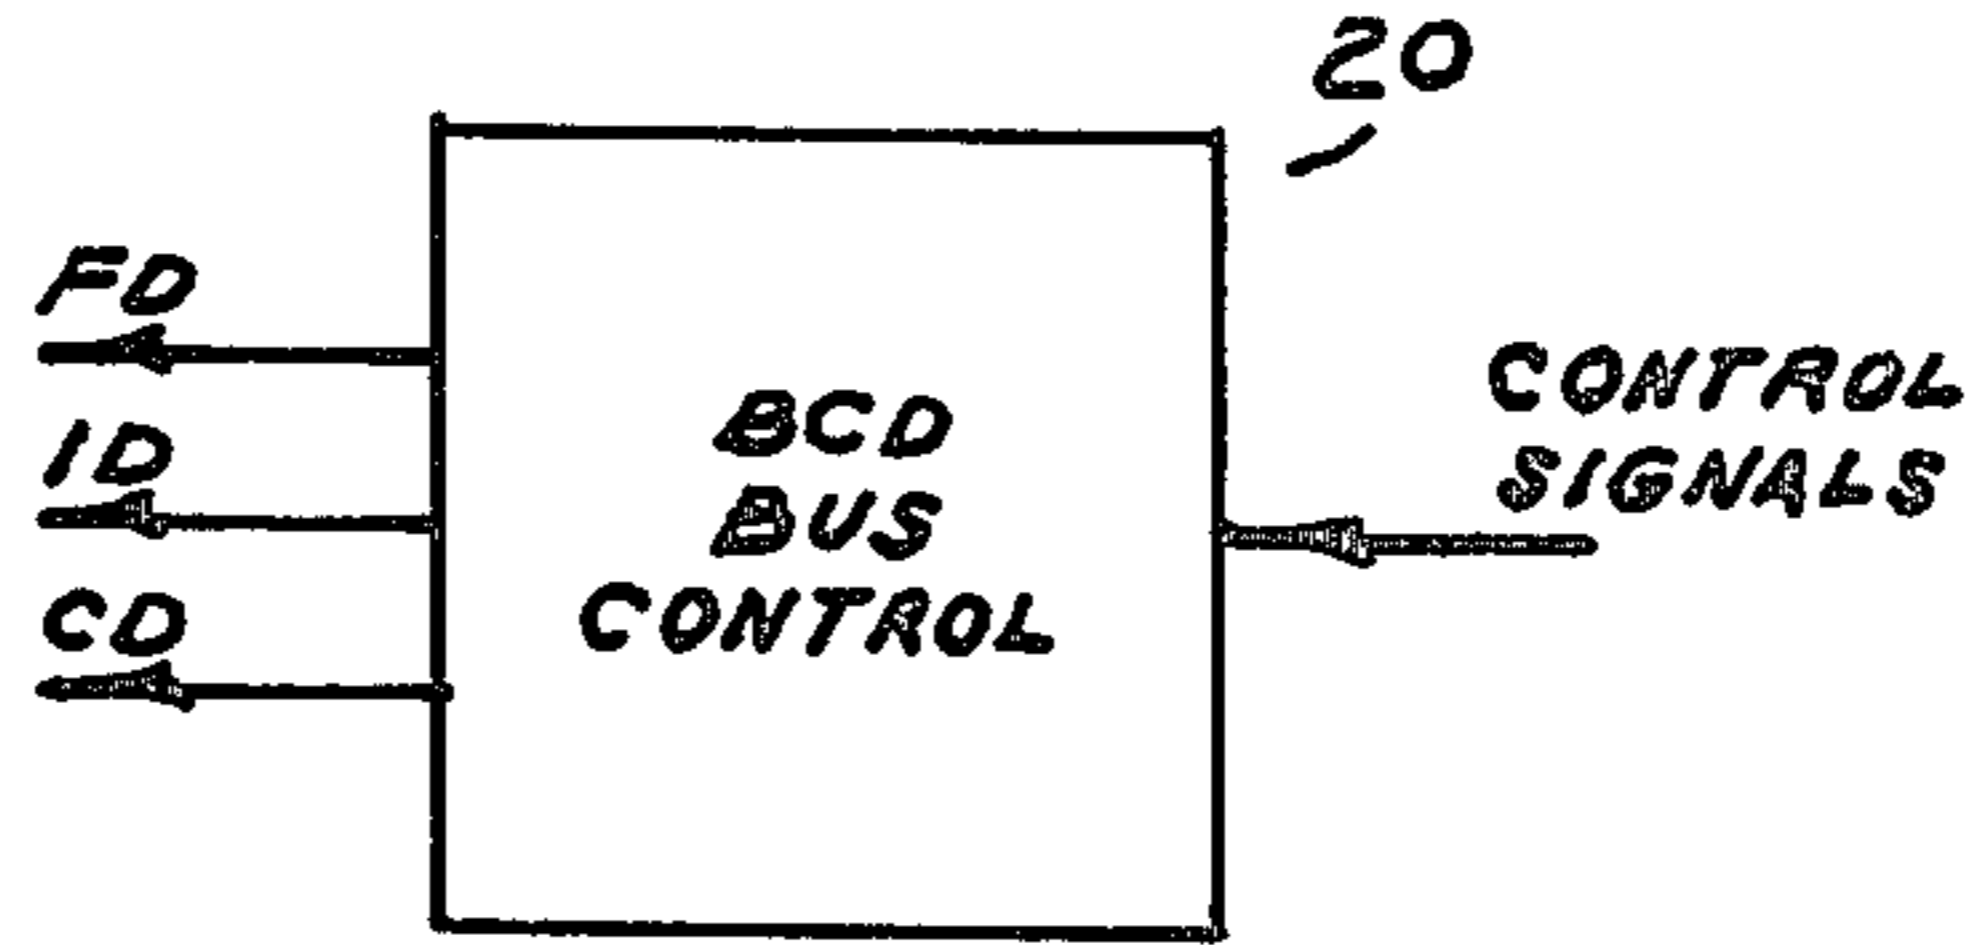 20
FD
ID
CD
BCD
BUS
CONTROL
CONTROL
SIGNALS